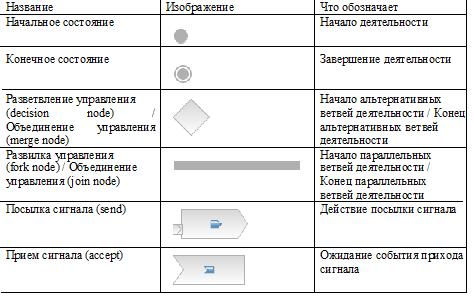 Название Изображение Что обозначает
Начальное состояние Начало деятельности
Конечное состояние Завершение деятельности
Разветвление управления
(decision node) /
Объединение управления
(merge node)
Начало альтернативных
ветвей деятельности / Конец
альтернативных ветвей
деятельности
Развилка управления
(fork node) / Объединение
управления (join node)
Начало параллельных
ветвей деятельности /
Конец параллельных
ветвей деятельности
Посылка сигнала (send) Действие посылки сигнала
Прием сигнала (accept) Ожидание события прихода
сигнала